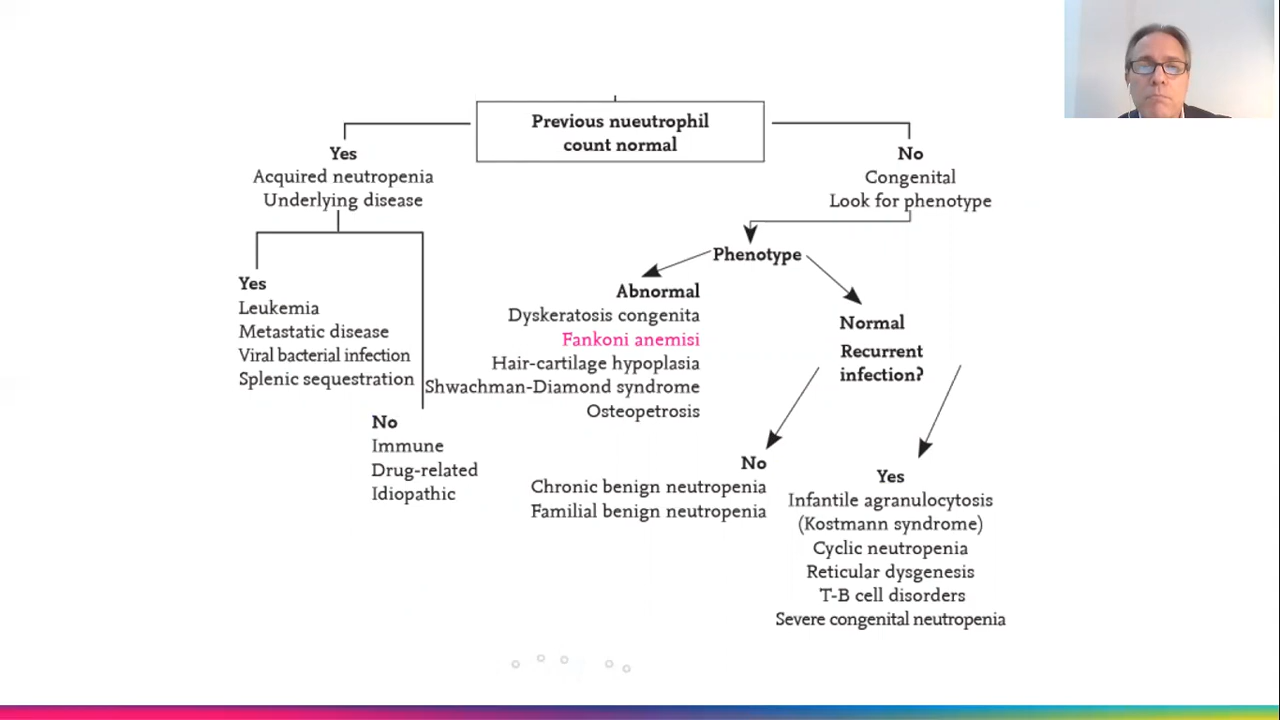 Previous nueutrophil
count normal
Yes
Acquired neutropenia
Underlying disease
No
Congenital
Look for phenotype
Yes
Leukemia
Metastatic disease
Viral bacterial infection
Splenic sequestration
No
Immune
Drug-related
Idiopathic
Phenotype
Abnormal
Dyskeratosis congenita
Fankoni anemisi
Hair-cartilage hypoplasia
Shwachman-Diamond syndrome
Osteopetrosis
Normal
Recurrent
infection?
No
Chronic benign neutropenia
Familial benign neutropenia
Yes
Infantile agranulocytosis
(Kostmann syndrome)
Cyclic neutropenia
Reticular dysgenesis
T-B cell disorders
Severe congenital neutropenia